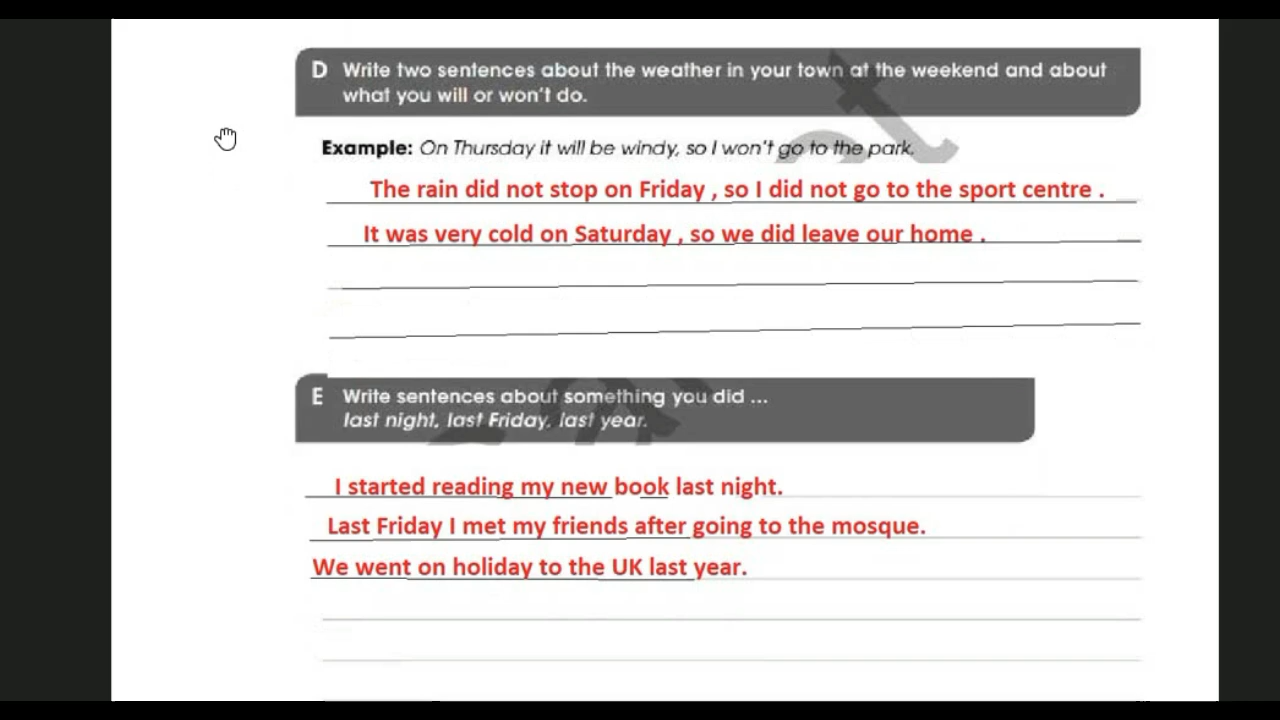 D Write two sentences about the weather in your town at the weekend and about
what you will or won't do.
Example: On Thursday it will be windy, so I won't go to the park.
The rain did not stop on Friday , so I did not go to the sport centre .
It was very cold on Saturday , so we did leave our home .
E Write sentences about something you did ...
last night, last Friday, last year.
I started reading my new book last night.
Last Friday I met my friends after going to the mosque.
We went on holiday to the UK last year.